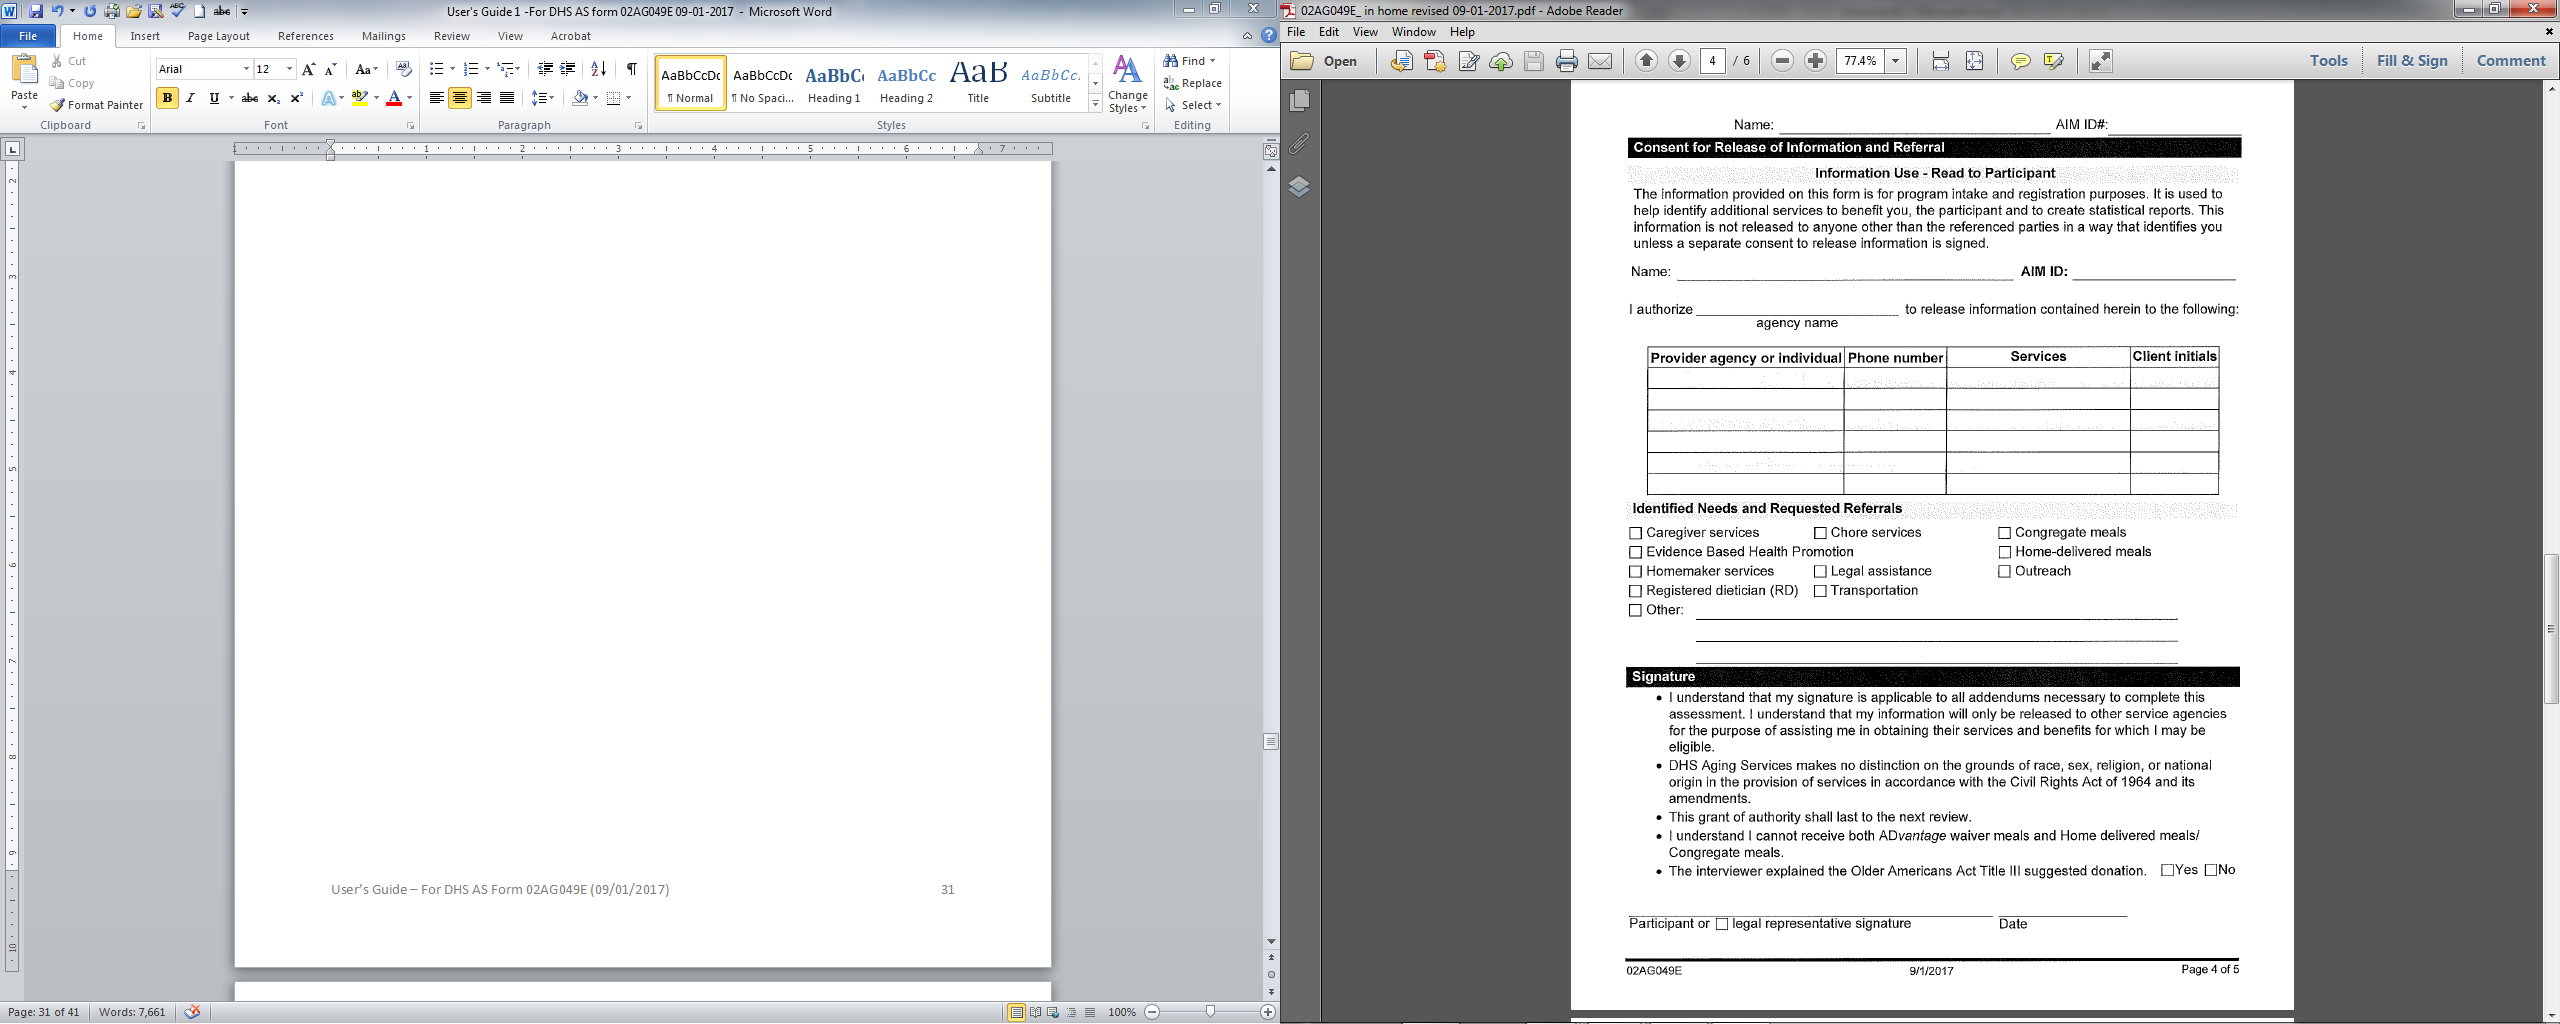 User's Guide 1 -For DHS AS form 02AG049E 09-01-2017 - Microsoft Word
File Home Insert Page Layout References Mailings Review View Acrobat
Paste
Cut
Copy
Format Painter
Clipboard
Arial 12
Font
Paragraph
AaBbCcDc AaBbCcDc AaBbC AaBbCc AaB AaBbCc.
¶ Normal ¶ No Spaci... Heading 1 Heading 2 Title Subtitle
Change Styles
Styles
Find
Replace
Select
Editing
User's Guide – For DHS AS Form 02AG049E (09/01/2017) 31
Page: 31 of 41 Words: 7,661 100%
02AG049E_ in home revised 09-01-2017.pdf - Adobe Reader
File Edit View Window Help
Open 4 / 6 77.4% Tools Fill & Sign Comment
Name: AIM ID#:
Consent for Release of Information and Referral
Information Use - Read to Participant
The information provided on this form is for program intake and registration purposes. It is used to
help identify additional services to benefit you, the participant and to create statistical reports. This
information is not released to anyone other than the referenced parties in a way that identifies you
unless a separate consent to release information is signed.
Name: AIM ID:
I authorize to release information contained herein to the following:
agency name
Provider agency or individual Phone number Services Client initials
Identified Needs and Requested Referrals
Caregiver services Chore services Congregate meals
Evidence Based Health Promotion Home-delivered meals
Homemaker services Legal assistance Outreach
Registered dietician (RD) Transportation
Other:
Signature
• I understand that my signature is applicable to all addendums necessary to complete this
assessment. I understand that my information will only be released to other service agencies
for the purpose of assisting me in obtaining their services and benefits for which I may be
eligible.
• DHS Aging Services makes no distinction on the grounds of race, sex, religion, or national
origin in the provision of services in accordance with the Civil Rights Act of 1964 and its
amendments.
• This grant of authority shall last to the next review.
• I understand I cannot receive both ADvantage waiver meals and Home delivered meals/
Congregate meals.
• The interviewer explained the Older Americans Act Title III suggested donation. Yes No
Participant or legal representative signature Date
02AG049E 9/1/2017 Page 4 of 5